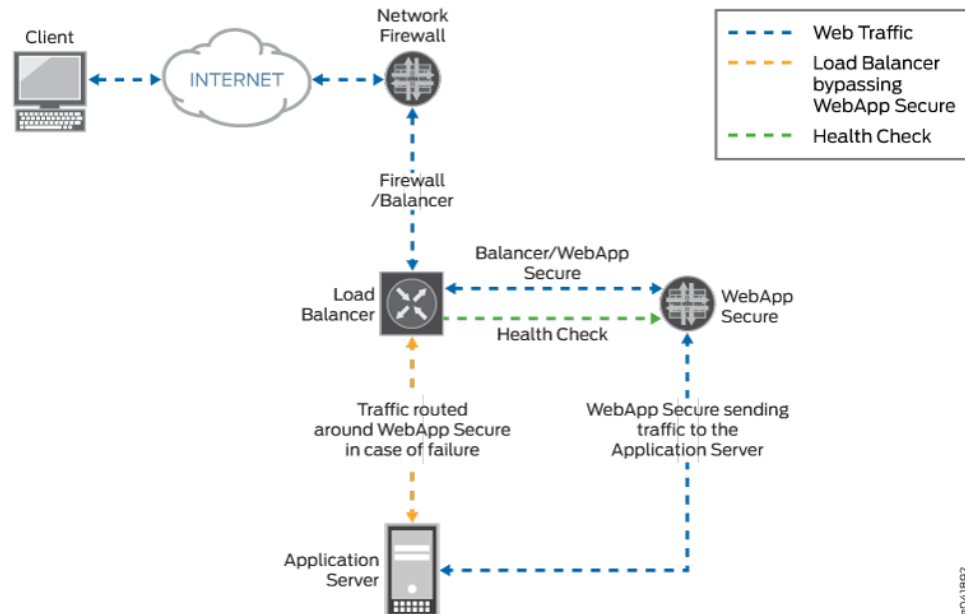 Network
Firewall
Client
INTERNET
Web Traffic
Load Balancer
bypassing
WebApp Secure
Health Check
Firewall
/Balancer
Balancer/WebApp
Secure
Load
Balancer
WebApp
Secure
Health Check
Traffic routed
around WebApp Secure
in case of failure
WebApp Secure sending
traffic to the
Application Server
Application
Server
g041892